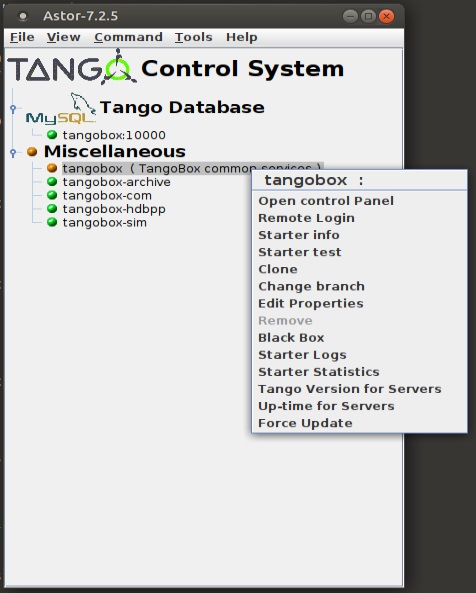 Astor-7.2.5
File View Command Tools Help
TANGO Control System
MySQL Tango Database
tangobox:10000
Miscellaneous
tangobox ( TangoBox common services )
tangobox-archive
tangobox-com
tangobox-hdbpp
tangobox-sim
tangobox :
Open control Panel
Remote Login
Starter info
Starter test
Clone
Change branch
Edit Properties
Remove
Black Box
Starter Logs
Starter Statistics
Tango Version for Servers
Up-time for Servers
Force Update